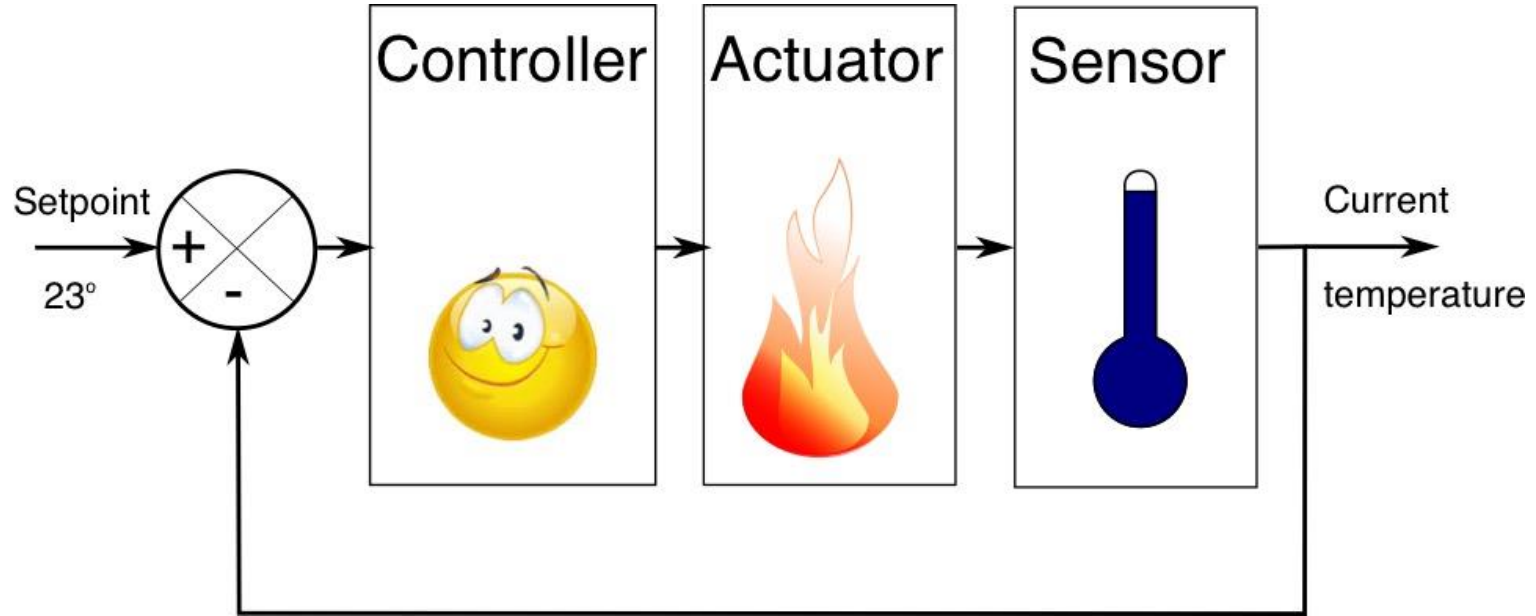 Controller
Actuator
Sensor
Setpoint
23°
+
-
Current
temperature